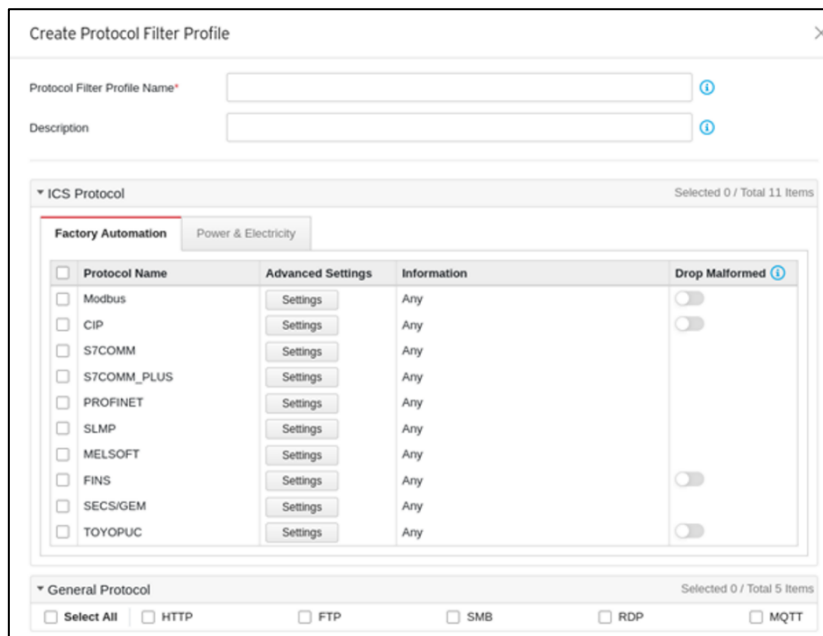 Create Protocol Filter Profile
Protocol Filter Profile Name*
Description
ICS Protocol Selected 0 / Total 11 Items
Factory Automation Power & Electricity
Protocol Name Advanced Settings Information Drop Malformed
Modbus Settings Any
CIP Settings Any
S7COMM Settings Any
S7COMM_PLUS Settings Any
PROFINET Settings Any
SLMP Settings Any
MELSOFT Settings Any
FINS Settings Any
SECS/GEM Settings Any
TOYOPUC Settings Any
General Protocol Selected 0 / Total 5 Items
Select All HTTP FTP SMB RDP MQTT